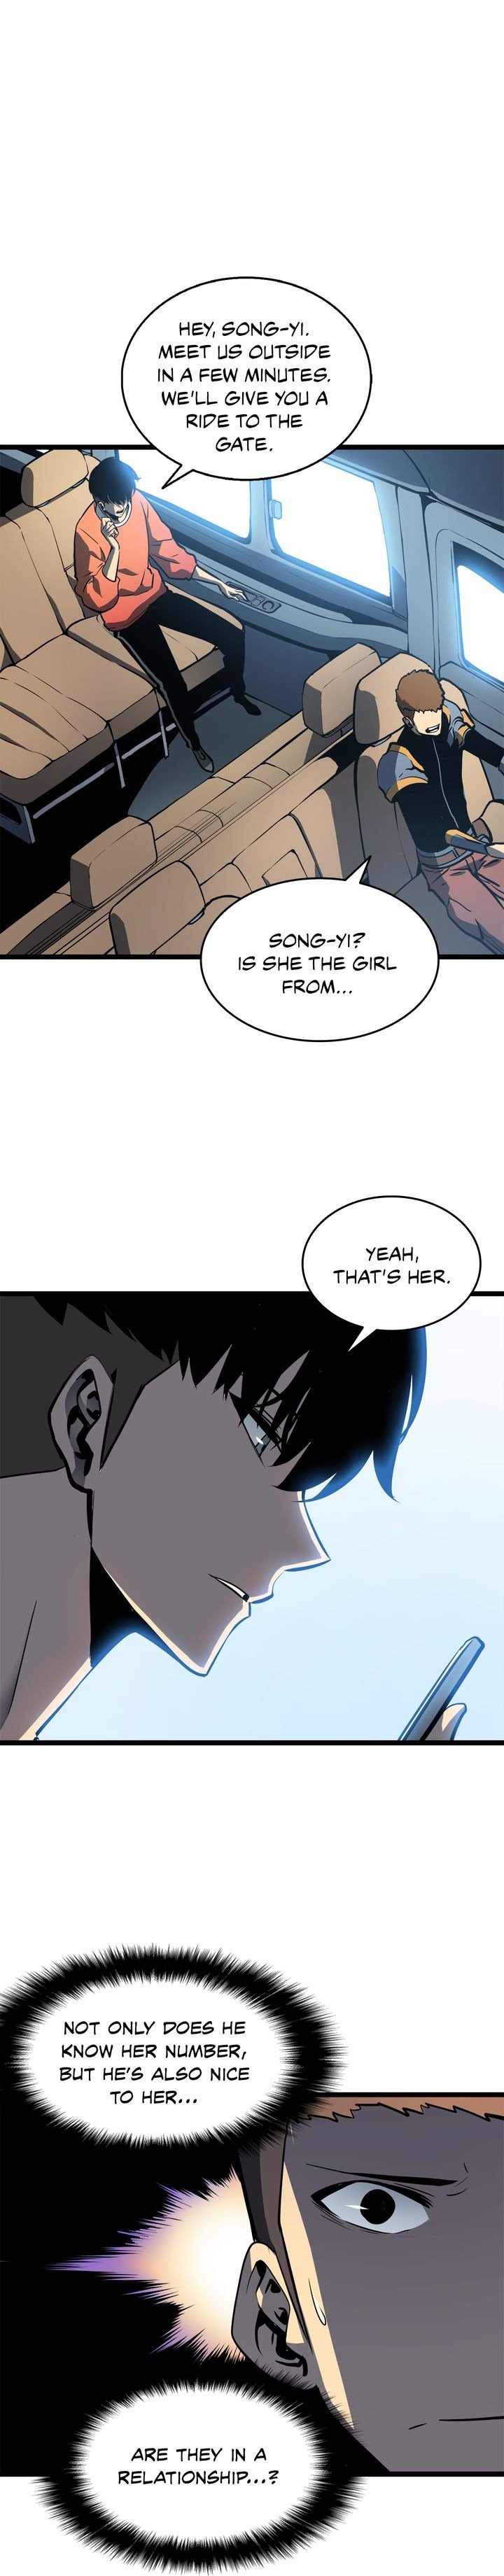 HEY, SONG-YI.
MEET US OUTSIDE
IN A FEW MINUTES.
WE'LL GIVE YOU A
RIDE TO THE
GATE.
SONG-YI?
IS SHE THE GIRL
FROM...
YEAH,
THAT'S HER.
NOT ONLY DOES HE
KNOW HER NUMBER,
BUT HE'S ALSO NICE
TO HER...
ARE THEY IN A
RELATIONSHIP...?